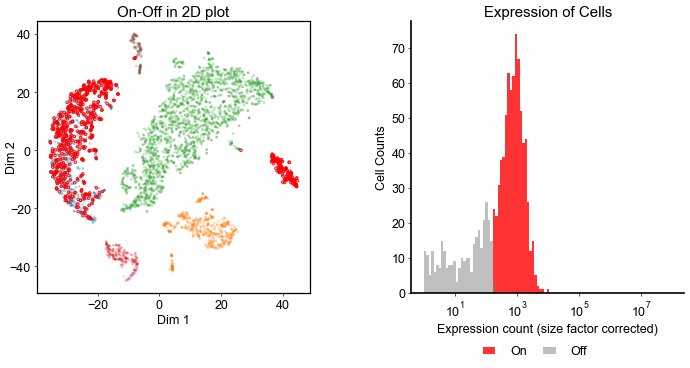 On-Off in 2D plot
40
20
0
−20
−40
Dim 2
−20
0
20
40
Dim 1
Expression of Cells
70
60
50
40
30
20
10
0
Cell Counts
10^1
10^3
10^5
10^7
Expression count (size factor corrected)
On
Off